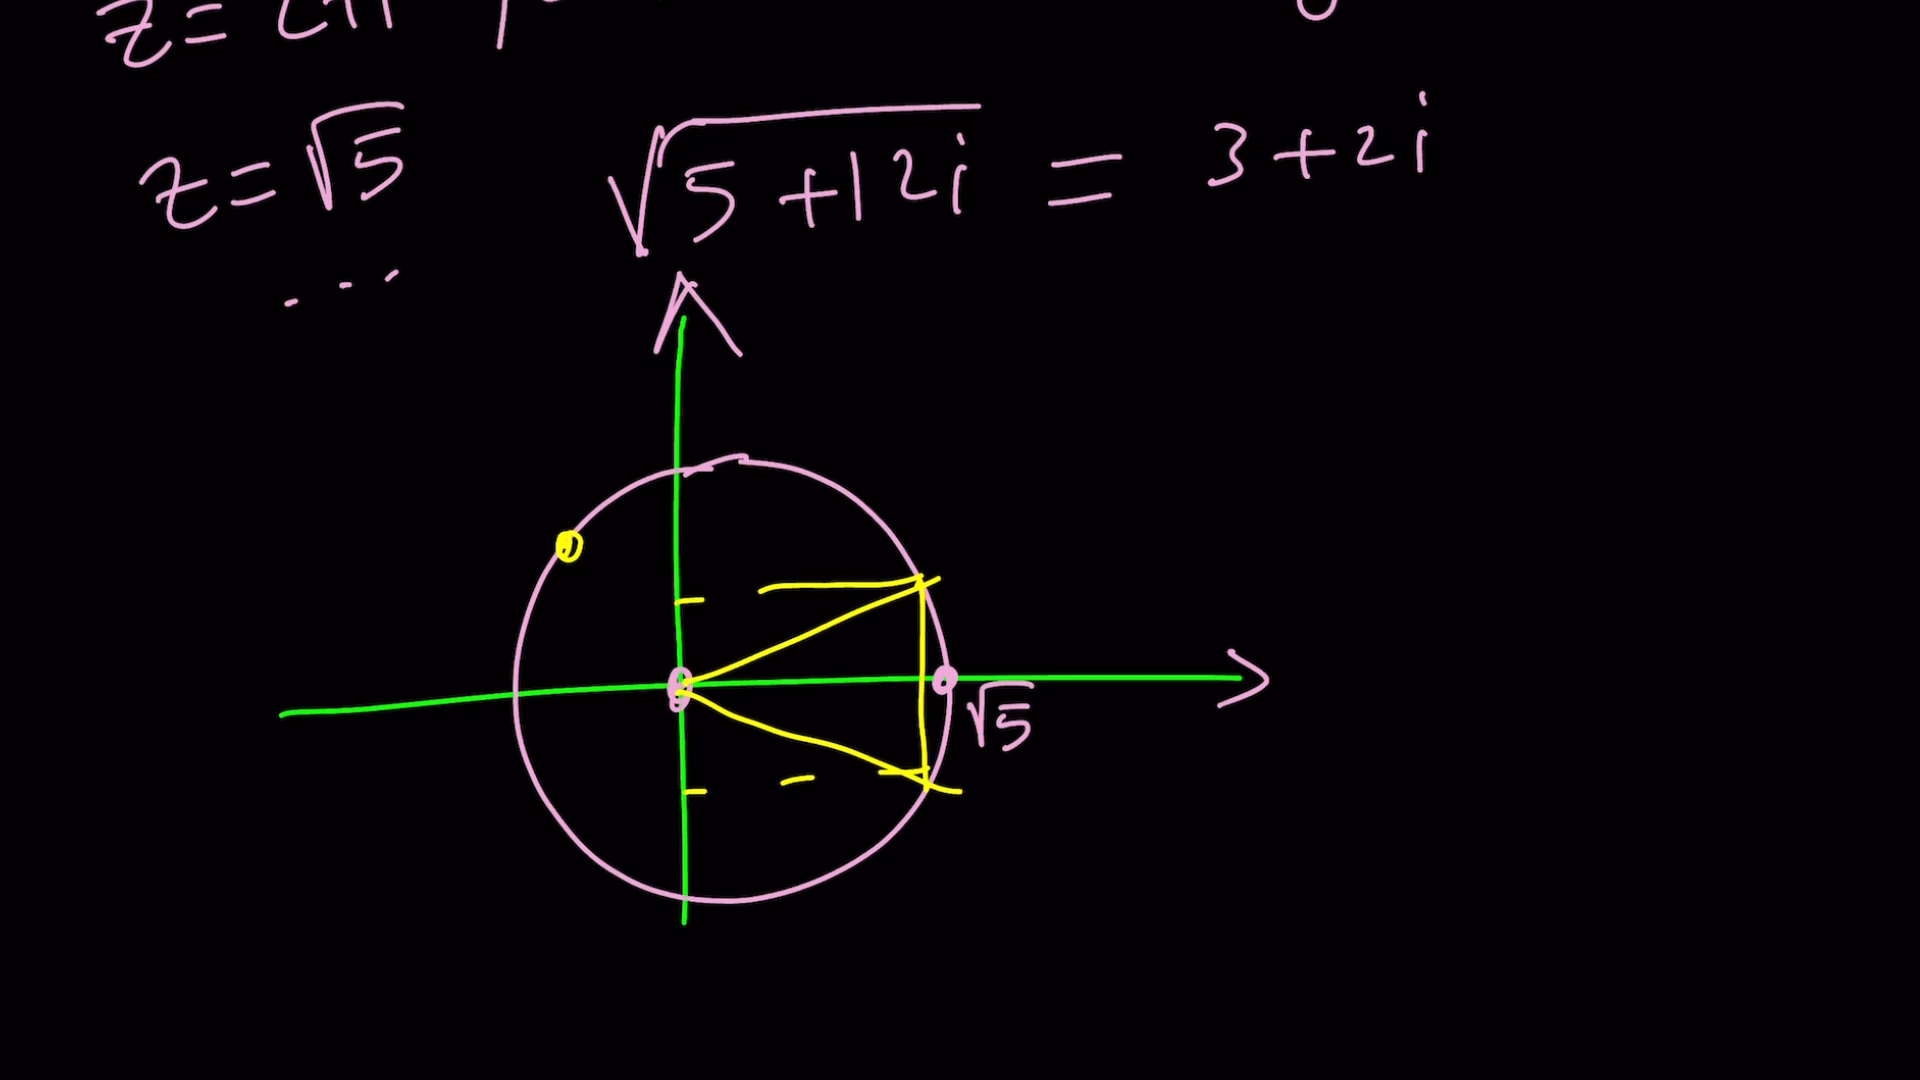 z=
z=√5 √5+12i = 3+2i
...
√5